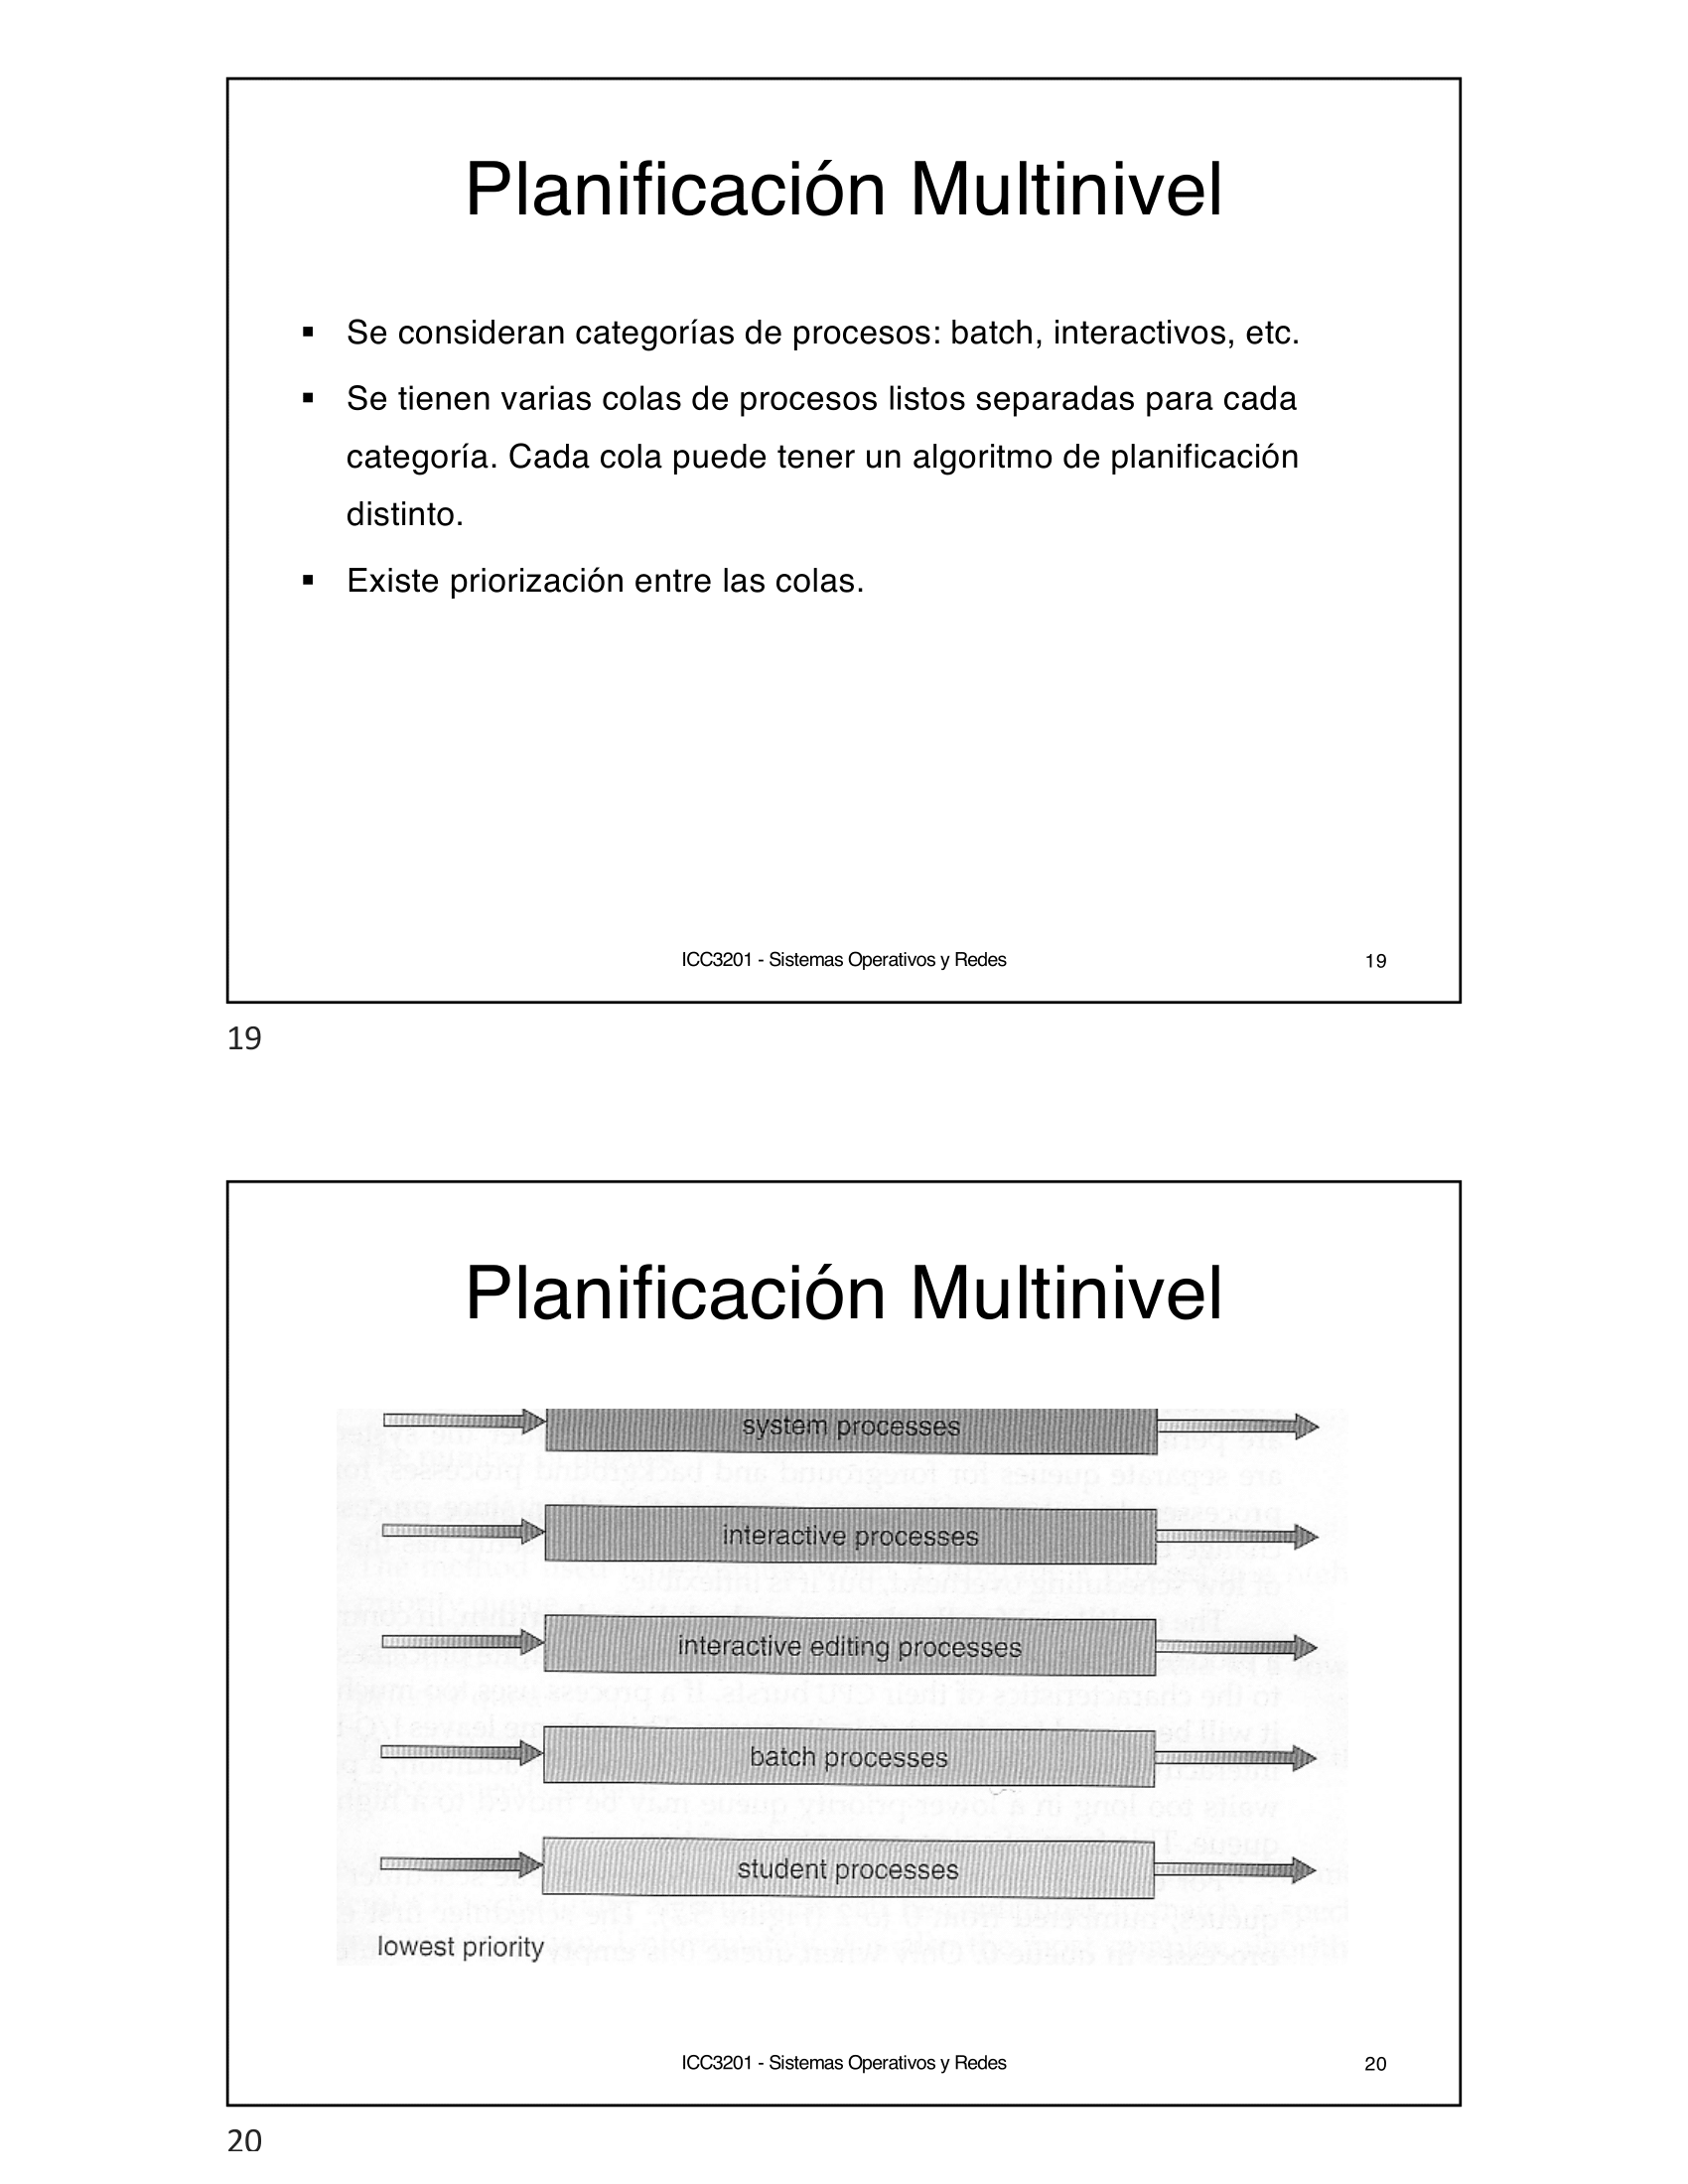 Planificación Multinivel
▪ Se consideran categorías de procesos: batch, interactivos, etc.
▪ Se tienen varias colas de procesos listos separadas para cada
categoría. Cada cola puede tener un algoritmo de planificación
distinto.
▪ Existe priorización entre las colas.
ICC3201 - Sistemas Operativos y Redes
19
19
Planificación Multinivel
system processes
interactive processes
interactive editing processes
batch processes
student processes
lowest priority
ICC3201 - Sistemas Operativos y Redes
20
20